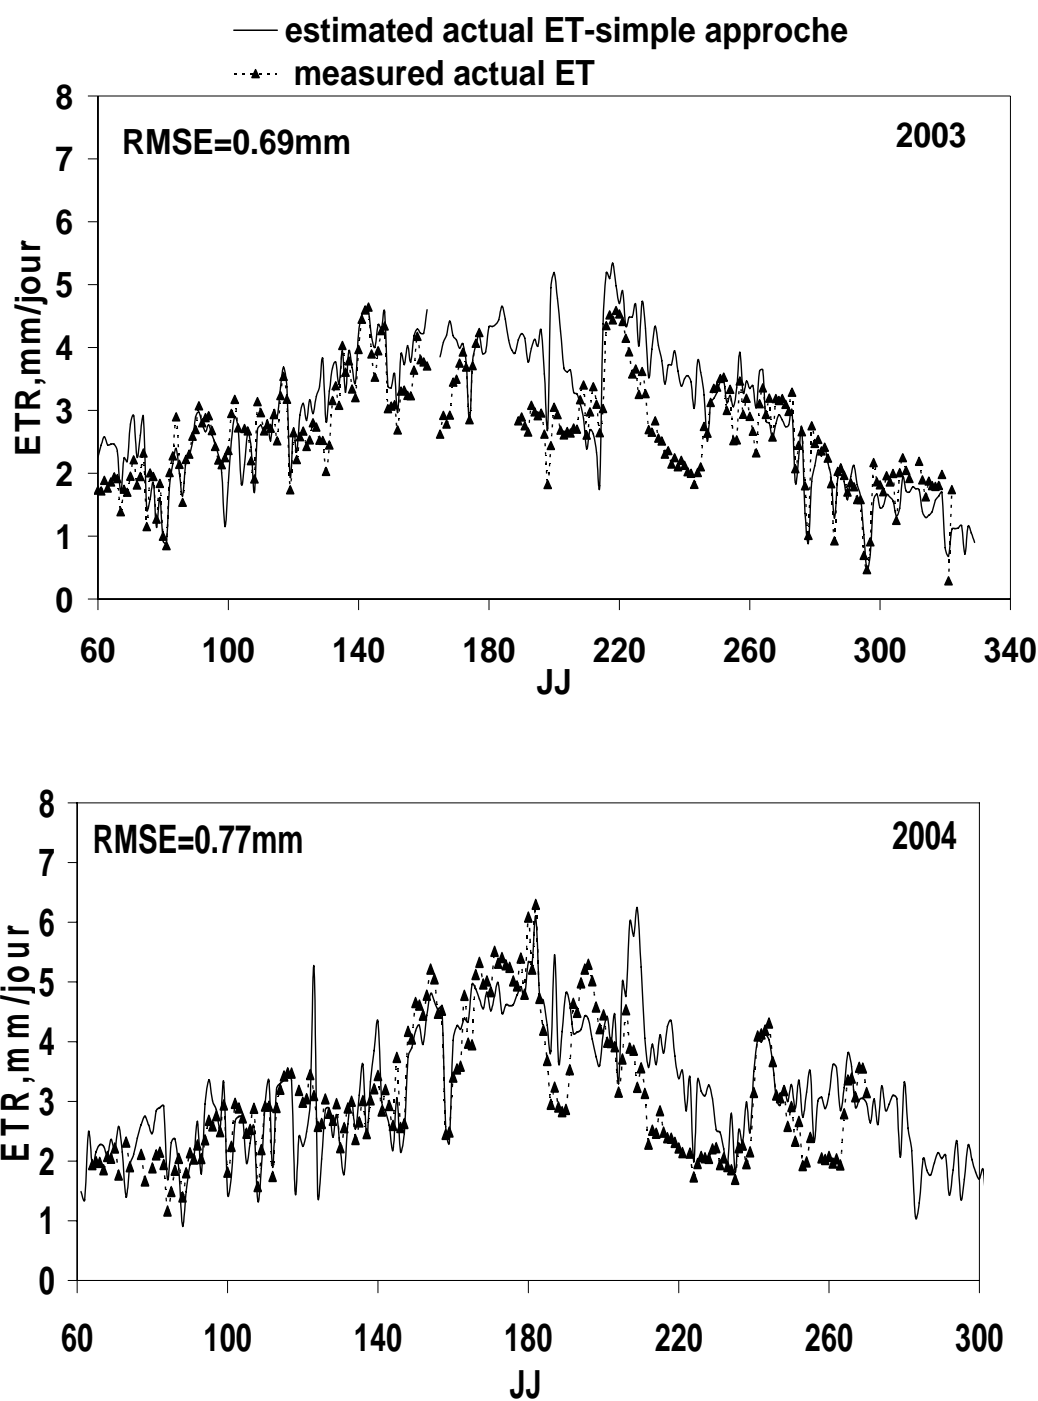 estimated actual ET-simple approche
measured actual ET
RMSE=0.69mm
2003
ETR,mm/jour
8
7
6
5
4
3
2
1
0
60 100 140 180 220 260 300 340
JJ
RMSE=0.77mm
2004
ETR,mm/jour
8
7
6
5
4
3
2
1
0
60 100 140 180 220 260 300
JJ